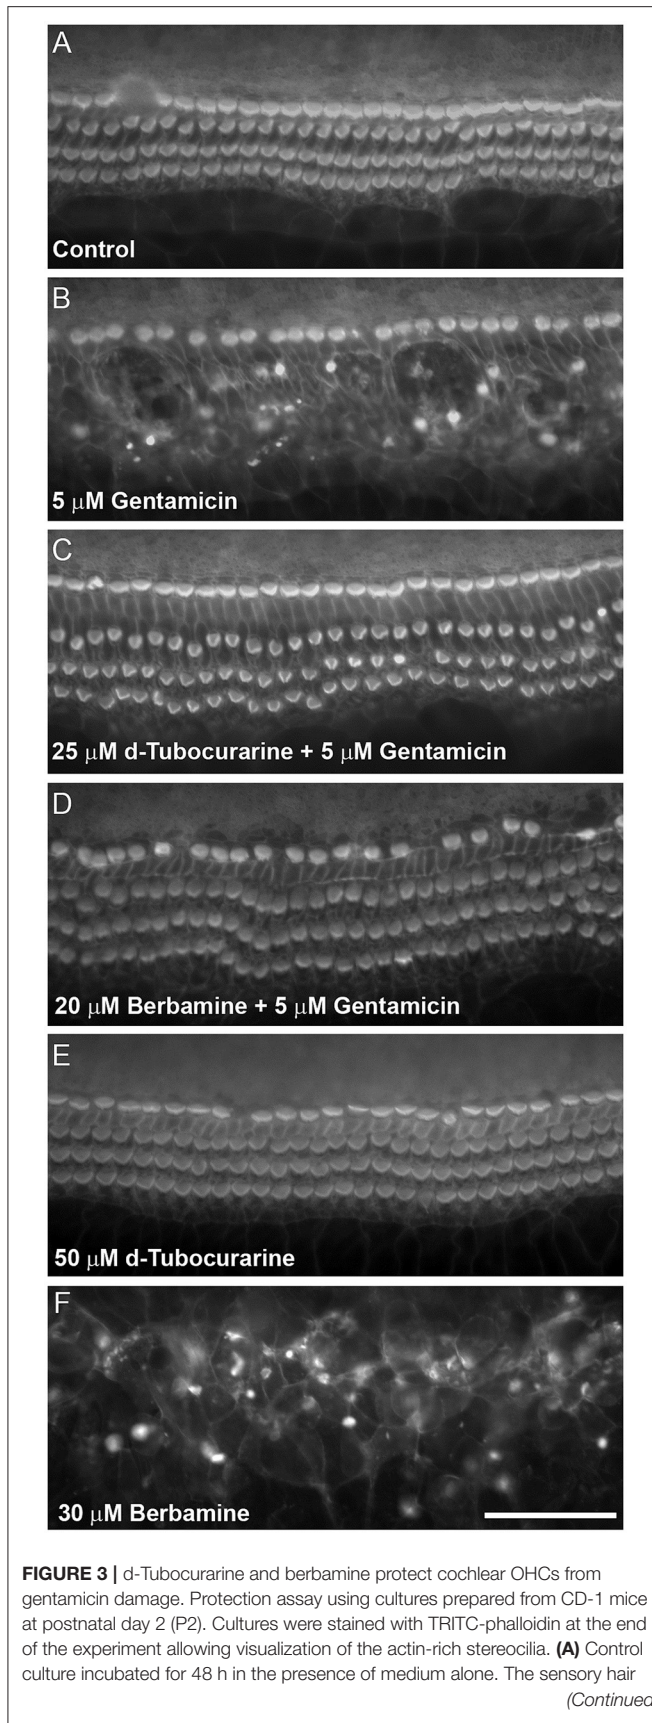 A
Control
B
5 μM Gentamicin
C
25 μM d-Tubocurarine + 5 μM Gentamicin
D
20 μM Berbamine + 5 μM Gentamicin
E
50 μM d-Tubocurarine
F
30 μM Berbamine
FIGURE 3 | d-Tubocurarine and berbamine protect cochlear OHCs from
gentamicin damage. Protection assay using cultures prepared from CD-1 mice
at postnatal day 2 (P2). Cultures were stained with TRITC-phalloidin at the end
of the experiment allowing visualization of the actin-rich stereocilia. (A) Control
culture incubated for 48 h in the presence of medium alone. The sensory hair
(Continued